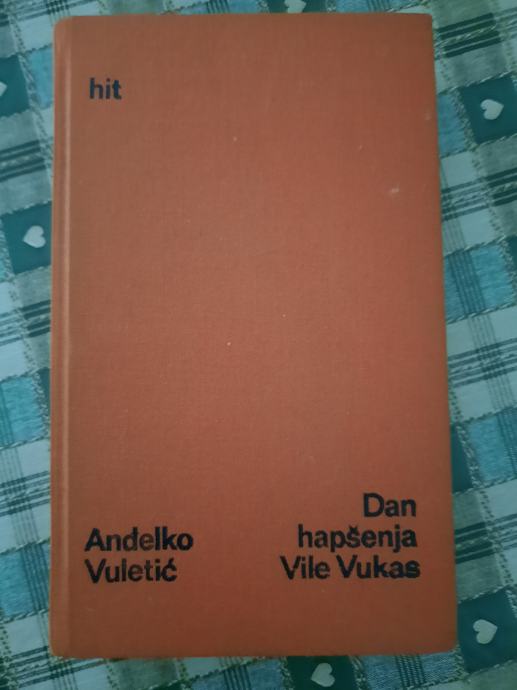 hit
Anđelko
Vuletić
Dan
hapšenja
Vile Vukas